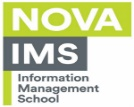 NOVA
IMS
Information
Management
School